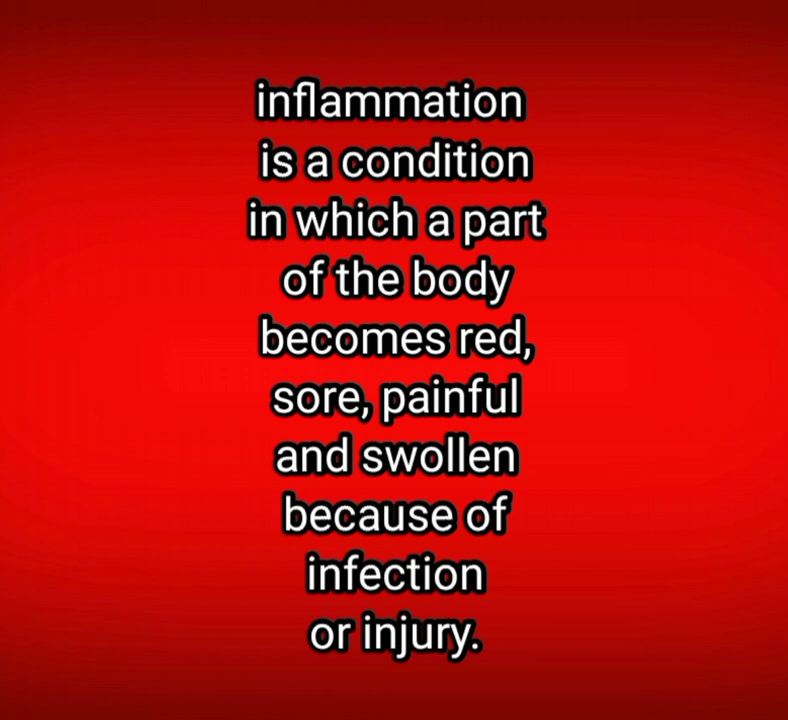 inflammation
is a condition
in which a part
of the body
becomes red,
sore, painful
and swollen
because of
infection
or injury.